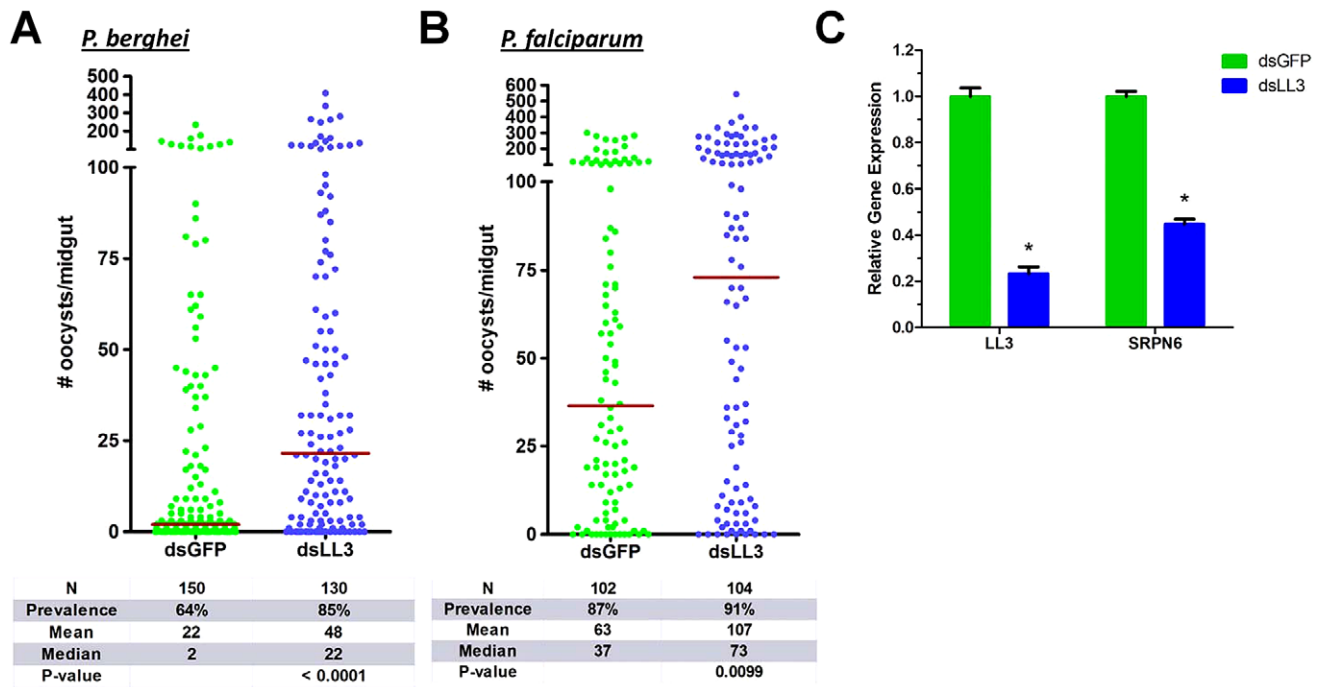 A
P. berghei
# oocysts/midgut
500
400
300
200
100
75
50
25
0
dsGFP dsLL3
N 150 130
Prevalence 64% 85%
Mean 22 48
Median 2 22
P-value < 0.0001
B
P. falciparum
# oocysts/midgut
600
500
400
300
200
100
75
50
25
0
dsGFP dsLL3
N 102 104
Prevalence 87% 91%
Mean 63 107
Median 37 73
P-value 0.0099
C
Relative Gene Expression
1.2
1.0
0.8
0.6
0.4
0.2
0.0
* *
LL3 SRPN6
dsGFP
dsLL3